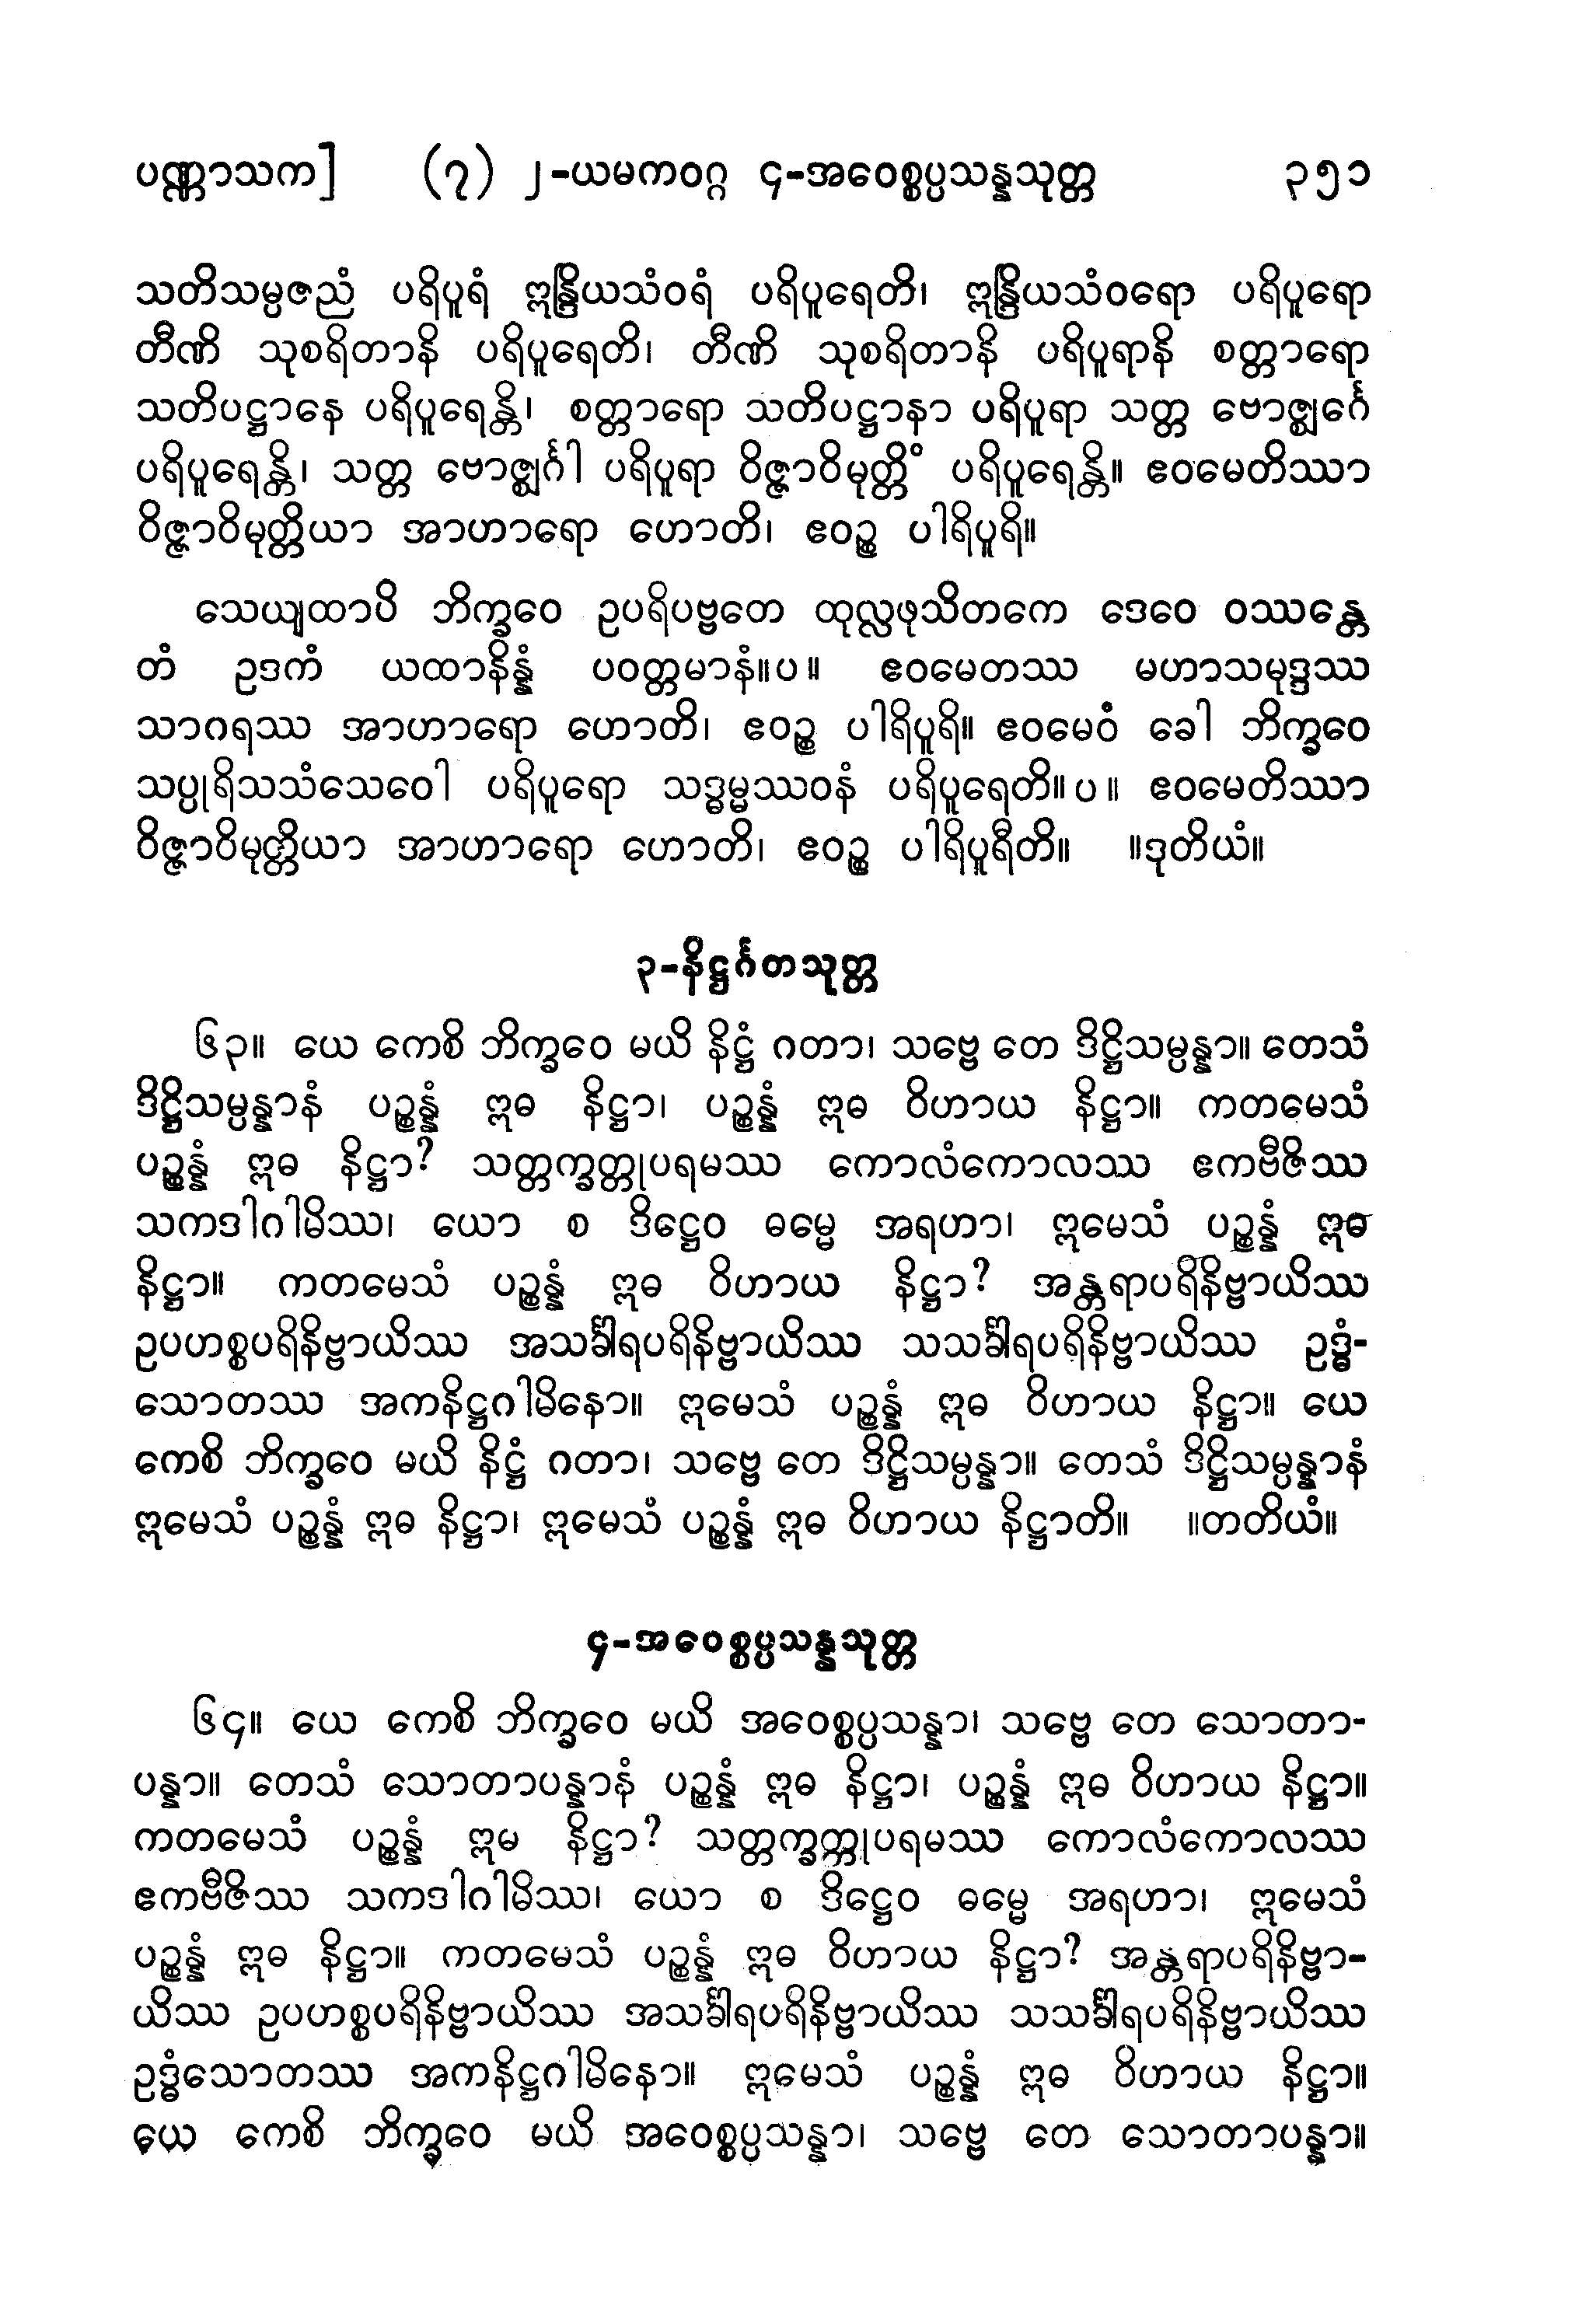 ပဏ္ဏာသက] (၇) ၂-ယမကဝဂ္ဂ ၄-အဝေစ္စပ္ပသန္နသုတ္တ ၃၅၁
သတိသမ္ပဇညံ ပရိပူရံ ဣန္ဒြိယသံဝရံ ပရိပူရေတိ၊ ဣန္ဒြိယသံဝရော ပရိပူရော
တီဏိ သုစရိတာနိ ပရိပူရေတိ၊ တီဏိ သုစရိတာနိ ပရိပူရာနိ စတ္တာရော
သတိပဋ္ဌာနေ ပရိပူရေန္တိ၊ စတ္တာရော သတိပဋ္ဌာနာ ပရိပူရာ သတ္တ ဗောဇ္ဈင်္ဂေ
ပရိပူရေန္တိ၊ သတ္တ ဗောဇ္ဈင်္ဂါ ပရိပူရာ ဝိဇ္ဇာဝိမုတ္တိံ ပရိပူရေန္တိ။ ဧဝမေတိဿာ
ဝိဇ္ဇာဝိမုတ္တိယာ အာဟာရော ဟောတိ၊ ဧဝဉ္စ ပါရိပူရိ။
သေယျထာပိ ဘိက္ခဝေ ဥပရိပဗ္ဗတေ ထုလ္လဖုသိတကေ ဒေဝေ ဝဿန္တေ
တံ ဥဒကံ ယထာနိန္နံ ပဝတ္တမာနံ။ပ။ ဧဝမေတဿ မဟာသမုဒ္ဒဿ
သာဂရဿ အာဟာရော ဟောတိ၊ ဧဝဉ္စ ပါရိပူရိ။ ဧဝမေဝံ ခေါ ဘိက္ခဝေ
သပ္ပုရိသသံသေဝေါ ပရိပူရော သဒ္ဓမ္မဿဝနံ ပရိပူရေတိ။ပ။ ဧဝမေတိဿာ
ဝိဇ္ဇာဝိမုတ္တိယာ အာဟာရော ဟောတိ၊ ဧဝဉ္စ ပါရိပူရီတိ။ ။ဒုတိယံ။
၃-နိဋ္ဌင်္ဂတသုတ္တ
၆၃။ ယေ ကေစိ ဘိက္ခဝေ မယိ နိဋ္ဌံ ဂတာ၊ သဗ္ဗေ တေ ဒိဋ္ဌိသမ္ပန္နာ။ တေသံ
ဒိဋ္ဌိသမ္ပန္နာနံ ပဉ္စန္နံ ဣဓ နိဋ္ဌာ၊ ပဉ္စန္နံ ဣဓ ဝိဟာယ နိဋ္ဌာ။ ကတမေသံ
ပဉ္စန္နံ ဣဓ နိဋ္ဌာ? သတ္တက္ခတ္တုပရမဿ ကောလံကောလဿ ဧကဗီဇိဿ
သကဒါဂါမိဿ၊ ယော စ ဒိဋ္ဌေဝ ဓမ္မေ အရဟာ၊ ဣမေသံ ပဉ္စန္နံ ဣဓ
နိဋ္ဌာ။ ကတမေသံ ပဉ္စန္နံ ဣဓ ဝိဟာယ နိဋ္ဌာ? အန္တရာပရိနိဗ္ဗာယိဿ
ဥပဟစ္စပရိနိဗ္ဗာယိဿ အသင်္ခါရပရိနိဗ္ဗာယိဿ သသင်္ခါရပရိနိဗ္ဗာယိဿ ဥဒ္ဓံ-
သောတဿ အကနိဋ္ဌဂါမိနော။ ဣမေသံ ပဉ္စန္နံ ဣဓ ဝိဟာယ နိဋ္ဌာ။ ယေ
ကေစိ ဘိက္ခဝေ မယိ နိဋ္ဌံ ဂတာ၊ သဗ္ဗေ တေ ဒိဋ္ဌိသမ္ပန္နာ။ တေသံ ဒိဋ္ဌိသမ္ပန္နာနံ
ဣမေသံ ပဉ္စန္နံ ဣဓ နိဋ္ဌာ၊ ဣမေသံ ပဉ္စန္နံ ဣဓ ဝိဟာယ နိဋ္ဌာတိ။ ။တတိယံ။
၄-အဝေစ္စပ္ပသန္နသုတ္တ
၆၄။ ယေ ကေစိ ဘိက္ခဝေ မယိ အဝေစ္စပ္ပသန္နာ၊ သဗ္ဗေ တေ သောတာ-
ပန္နာ။ တေသံ သောတာပန္နာနံ ပဉ္စန္နံ ဣဓ နိဋ္ဌာ၊ ပဉ္စန္နံ ဣဓ ဝိဟာယ နိဋ္ဌာ။
ကတမေသံ ပဉ္စန္နံ ဣမ နိဋ္ဌာ? သတ္တက္ခတ္တုပရမဿ ကောလံကောလဿ
ဧကဗီဇိဿ သကဒါဂါမိဿ၊ ယော စ ဒိဋ္ဌေဝ ဓမ္မေ အရဟာ၊ ဣမေသံ
ပဉ္စန္နံ ဣဓ နိဋ္ဌာ။ ကတမေသံ ပဉ္စန္နံ ဣဓ ဝိဟာယ နိဋ္ဌာ? အန္တရာပရိနိဗ္ဗာ-
ယိဿ ဥပဟစ္စပရိနိဗ္ဗာယိဿ အသင်္ခါရပရိနိဗ္ဗာယိဿ သသင်္ခါရပရိနိဗ္ဗာယိဿ
ဥဒ္ဓံသောတဿ အကနိဋ္ဌဂါမိနော။ ဣမေသံ ပဉ္စန္နံ ဣဓ ဝိဟာယ နိဋ္ဌာ။
ယေ ကေစိ ဘိက္ခဝေ မယိ အဝေစ္စပ္ပသန္နာ၊ သဗ္ဗေ တေ သောတာပန္နာ။